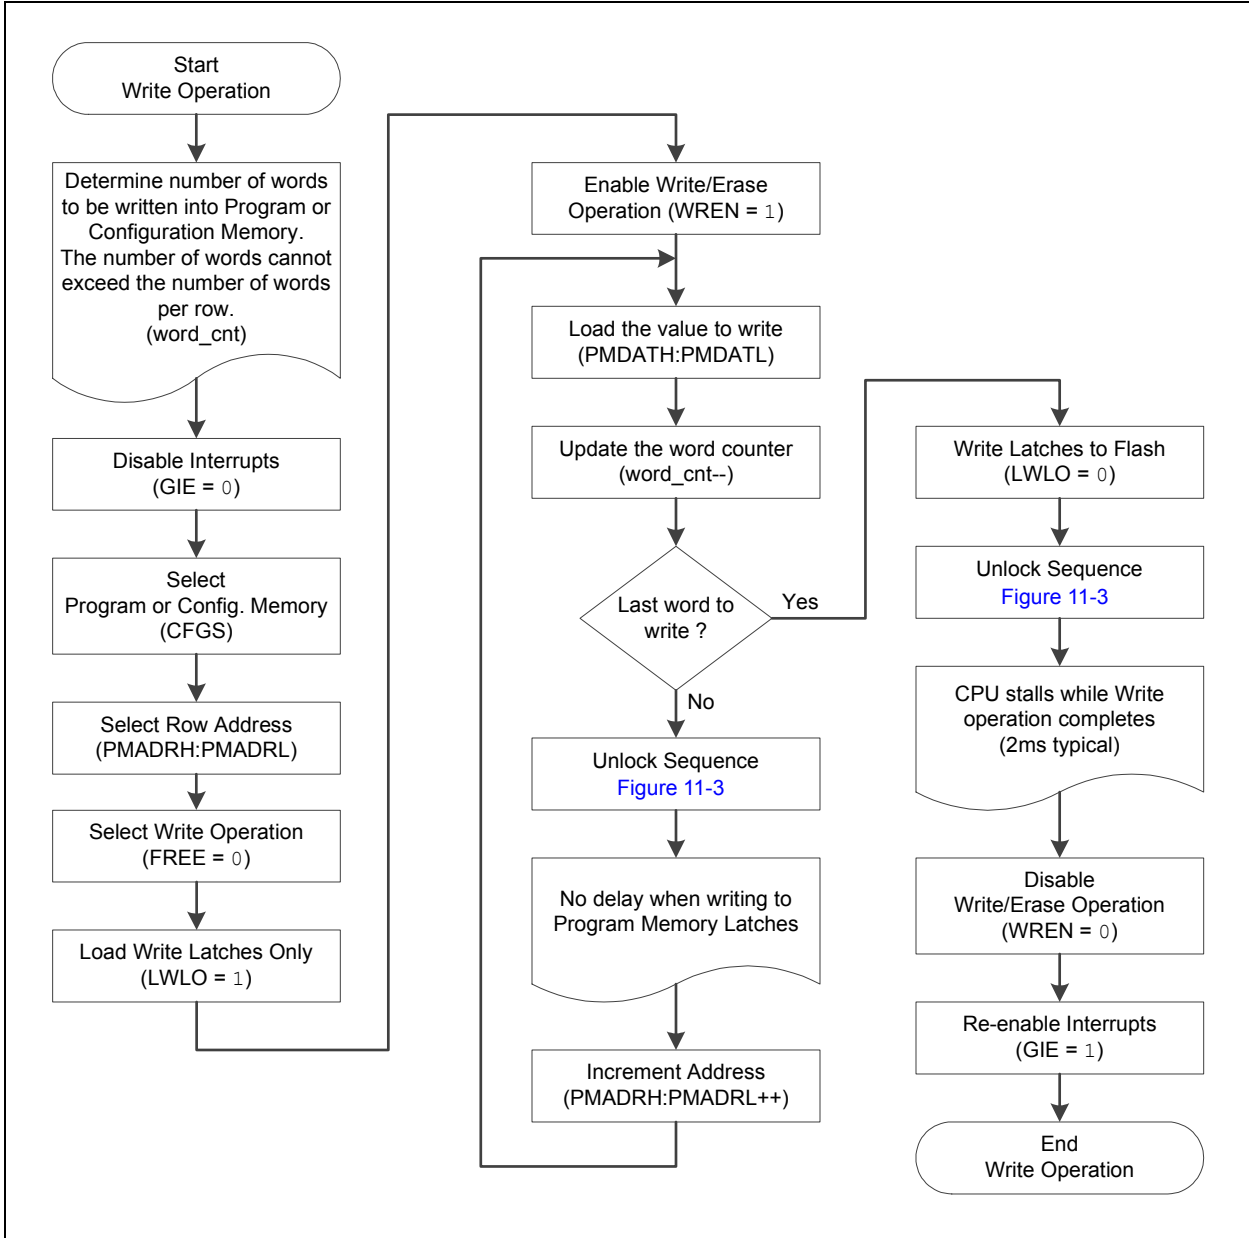 Start
Write Operation
Determine number of words
to be written into Program or
Configuration Memory.
The number of words cannot
exceed the number of words
per row.
(word_cnt)
Disable Interrupts
(GIE = 0)
Select
Program or Config. Memory
(CFGS)
Select Row Address
(PMADRH:PMADRL)
Select Write Operation
(FREE = 0)
Load Write Latches Only
(LWLO = 1)
Enable Write/Erase
Operation (WREN = 1)
Load the value to write
(PMDATH:PMDATL)
Update the word counter
(word_cnt--)
Last word to
write ?
Yes
No
Unlock Sequence
Figure 11-3
No delay when writing to
Program Memory Latches
Increment Address
(PMADRH:PMADRL++)
Write Latches to Flash
(LWLO = 0)
Unlock Sequence
Figure 11-3
CPU stalls while Write
operation completes
(2ms typical)
Disable
Write/Erase Operation
(WREN = 0)
Re-enable Interrupts
(GIE = 1)
End
Write Operation